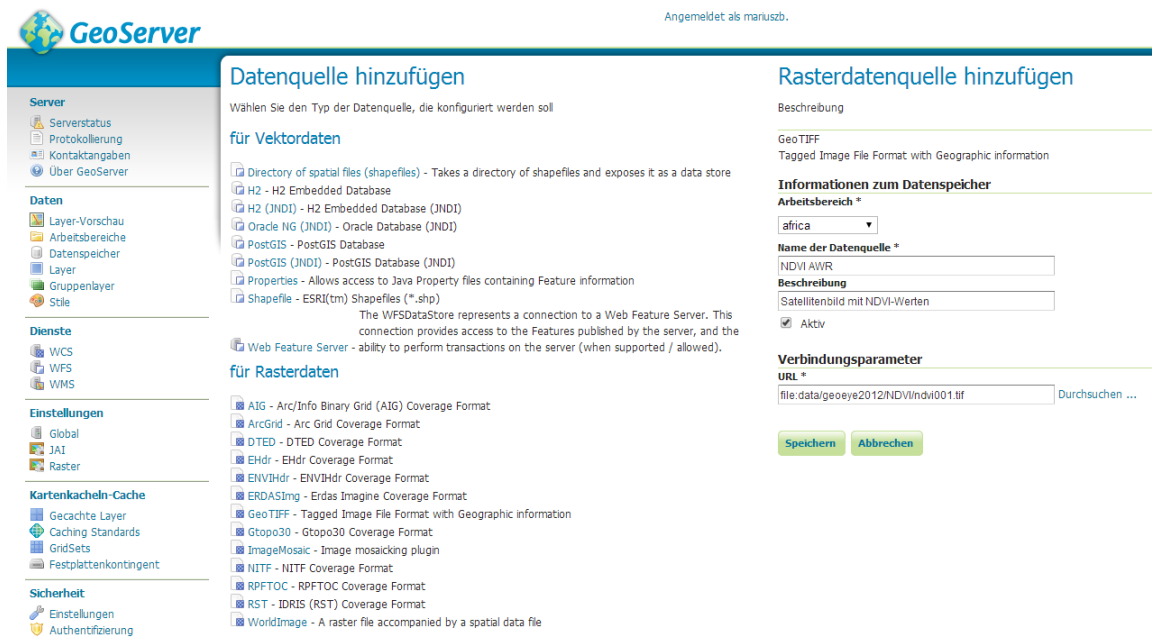 GeoServer
Angemeldet als mariuszb.
Server
Serverstatus
Protokollierung
Kontaktangaben
Über GeoServer
Daten
Layer-Vorschau
Arbeitsbereiche
Datenspeicher
Layer
Gruppenlayer
Stile
Dienste
WCS
WFS
WMS
Einstellungen
Global
JAI
Raster
Kartenkacheln-Cache
Gecachte Layer
Caching Standards
GridSets
Festplattenkontingent
Sicherheit
Einstellungen
Authentifizierung
Datenquelle hinzufügen
Wählen Sie den Typ der Datenquelle, die konfiguriert werden soll
für Vektordaten
Directory of spatial files (shapefiles) - Takes a directory of shapefiles and exposes it as a data store
H2 - H2 Embedded Database
H2 (JNDI) - H2 Embedded Database (JNDI)
Oracle NG (JNDI) - Oracle Database (JNDI)
PostGIS - PostGIS Database
PostGIS (JNDI) - PostGIS Database (JNDI)
Properties - Allows access to Java Property files containing Feature information
Shapefile - ESRI(tm) Shapefiles (*.shp)
The WFSDataStore represents a connection to a Web Feature Server. This
connection provides access to the Features published by the server, and the
Web Feature Server - ability to perform transactions on the server (when supported / allowed).
für Rasterdaten
AIG - Arc/Info Binary Grid (AIG) Coverage Format
ArcGrid - Arc Grid Coverage Format
DTED - DTED Coverage Format
EHdr - EHdr Coverage Format
ENVIHdr - ENVIHdr Coverage Format
ERDASImg - Erdas Imagine Coverage Format
GeoTIFF - Tagged Image File Format with Geographic information
Gtopo30 - Gtopo30 Coverage Format
ImageMosaic - Image mosaicking plugin
NITF - NITF Coverage Format
RPFTOC - RPFTOC Coverage Format
RST - IDRIS (RST) Coverage Format
WorldImage - A raster file accompanied by a spatial data file
Rasterdatenquelle hinzufügen
Beschreibung
GeoTIFF
Tagged Image File Format with Geographic information
Informationen zum Datenspeicher
Arbeitsbereich *
africa
Name der Datenquelle *
NDVI AWR
Beschreibung
Satellitenbild mit NDVI-Werten
Aktiv
Verbindungsparameter
URL *
file:data/geoeye2012/NDVI/ndvi001.tif
Durchsuchen ...
Speichern
Abbrechen